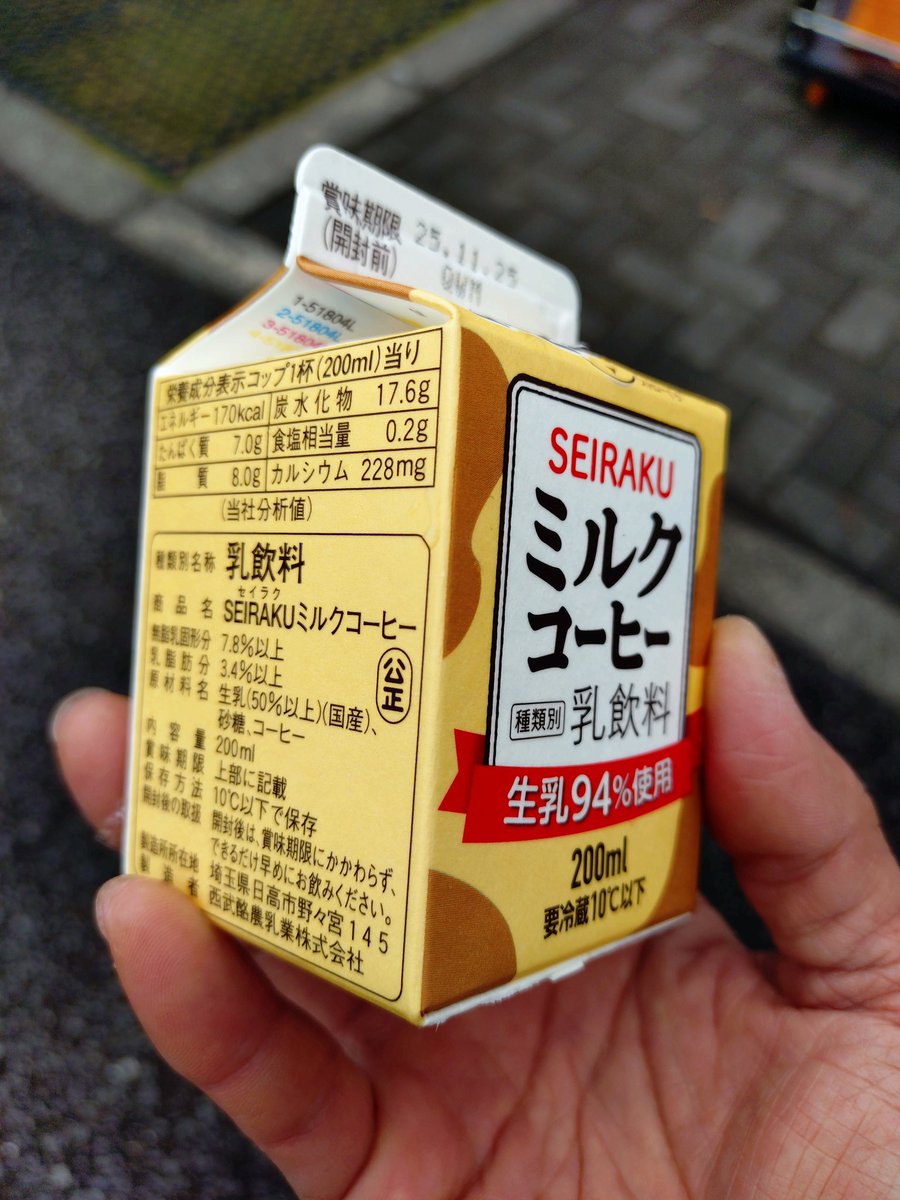 賞味期限
(開封前)
25.11.25
QWM
1-51804L
2-51804L
3-51804
栄養成分表示コップ1杯(200ml)当り
エネルギー 170kcal 炭水化物 17.6g
たんぱく質 7.0g 食塩相当量 0.2g
脂質 8.0g カルシウム 228mg
(当社分析値)
種類別名称 乳飲料
セイラク
商品名 SEIRAKUミルクコーヒー
無脂乳固形分 7.8%以上
乳脂肪分 3.4%以上
原材料名 生乳(50%以上)(国産)、
砂糖、コーヒー
公正
内容量 200ml
賞味期限 上部に記載
保存方法 10℃以下で保存
開封後の取扱 開封後は、賞味期限にかかわらず、
できるだけ早めにお飲みください。
製造所所在地 埼玉県日高市野々宮145
製造者 西武酪農乳業株式会社
SEIRAKU
ミルク
コーヒー
種類別 乳飲料
生乳94%使用
200ml
要冷蔵10℃以下